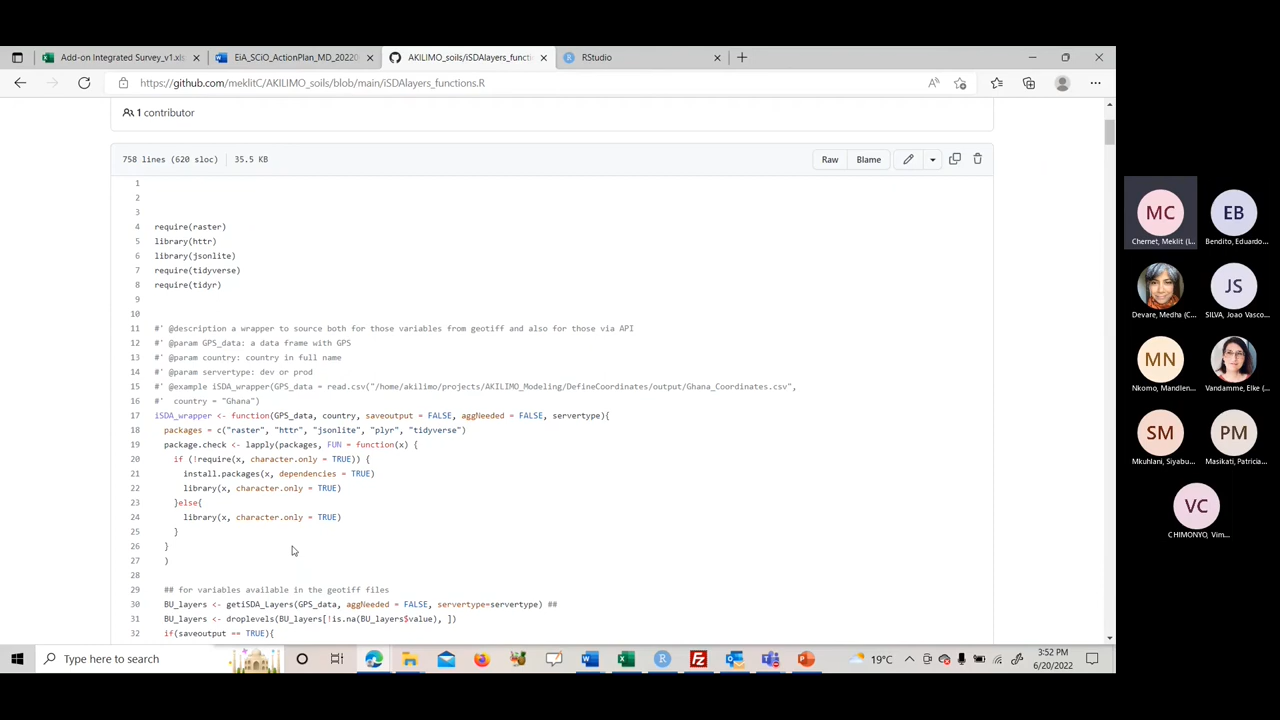 Add-on Integrated Survey_v1.xls
EiA_SCiO_ActionPlan_MD_20220
AKILIMO_soils/iSDAlayers_functi
RStudio
https://github.com/meklitC/AKILIMO_soils/blob/main/iSDAlayers_functions.R
1 contributor
758 lines (620 sloc) 35.5 KB
Raw Blame
1
2
3
4 require(raster)
5 library(httr)
6 library(jsonlite)
7 require(tidyverse)
8 require(tidyr)
9
10
11 #' @description a wrapper to source both for those variables from geotiff and also for those via API
12 #' @param GPS_data: a data frame with GPS
13 #' @param country: country in full name
14 #' @param servertype: dev or prod
15 #' @example iSDA_wrapper(GPS_data = read.csv("/home/akilimo/projects/AKILIMO_Modeling/DefineCoordinates/output/Ghana_Coordinates.csv",
16 #' country = "Ghana")
17 iSDA_wrapper <- function(GPS_data, country, saveoutput = FALSE, aggNeeded = FALSE, servertype){
18 packages = c("raster", "httr", "jsonlite", "plyr", "tidyverse")
19 package.check <- lapply(packages, FUN = function(x) {
20 if (!require(x, character.only = TRUE)) {
21 install.packages(x, dependencies = TRUE)
22 library(x, character.only = TRUE)
23 }else{
24 library(x, character.only = TRUE)
25 }
26 }
27 )
28
29 ## for variables available in the geotiff files
30 BU_layers <- getiSDA_Layers(GPS_data, aggNeeded = FALSE, servertype=servertype) ##
31 BU_layers <- droplevels(BU_layers[!is.na(BU_layers$value), ])
32 if(saveoutput == TRUE){
Type here to search
19°C
3:52 PM
6/20/2022
MC
Chernet, Meklit (I...
EB
Bendito, Eduardo...
Devare, Medha (C...
JS
SILVA, Joao Vasco...
MN
Nkomo, Mandlen...
Vandamme, Elke (...
SM
Mkuhlani, Siyabu...
PM
Masikati, Patricia...
VC
CHIMONYO, Vim...